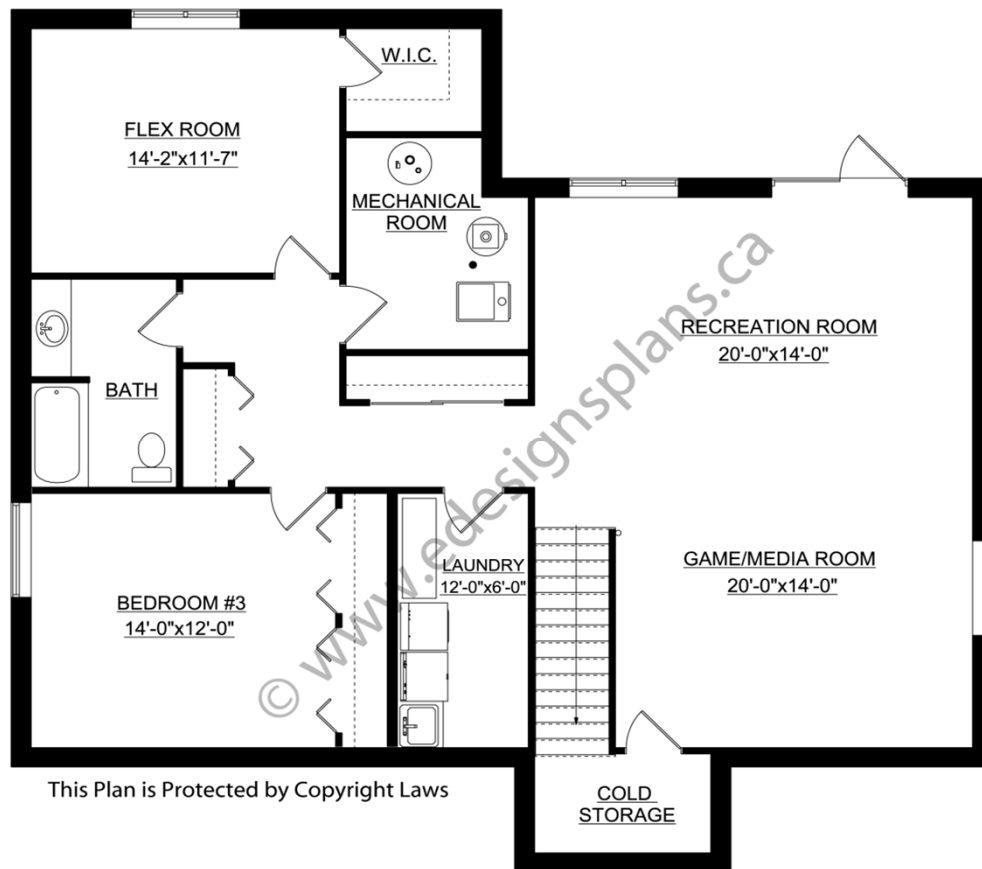 W.I.C.
FLEX ROOM
14'-2"x11'-7"
MECHANICAL
ROOM
RECREATION ROOM
20'-0"x14'-0"
BATH
LAUNDRY
12'-0"x6'-0"
GAME/MEDIA ROOM
20'-0"x14'-0"
BEDROOM #3
14'-0"x12'-0"
© www.edesignsplans.ca
This Plan is Protected by Copyright Laws
COLD
STORAGE